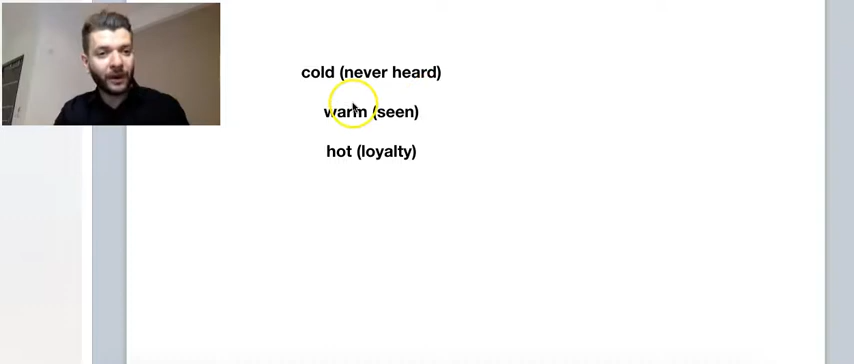 cold (never heard)
warm (seen)
hot (loyalty)